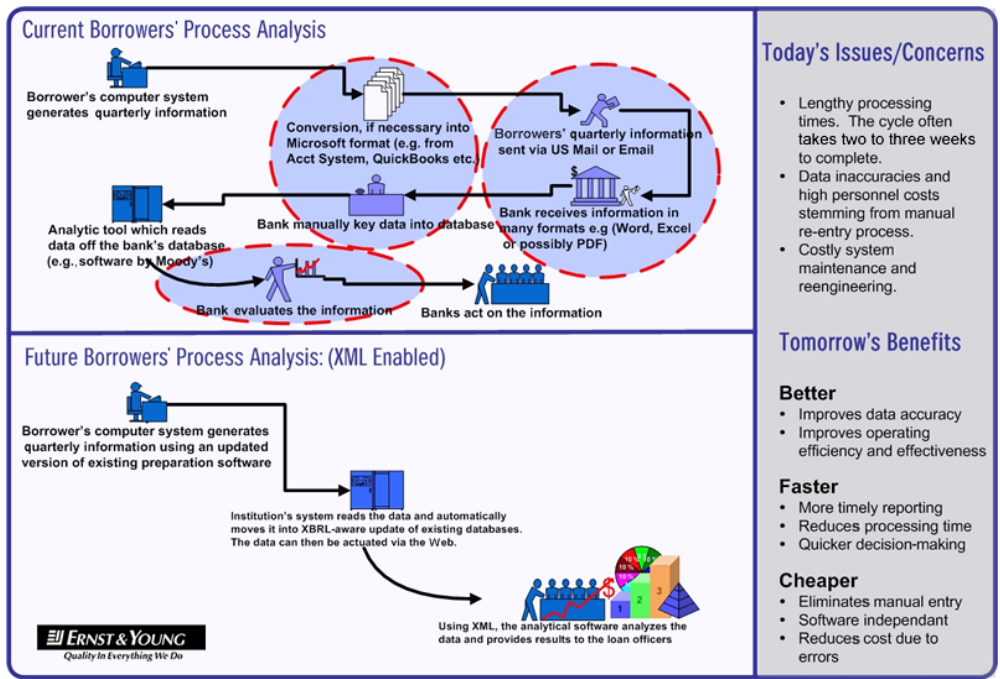 Current Borrowers' Process Analysis
Borrower's computer system
generates quarterly information
Conversion, if necessary into
Microsoft format (e.g. from
Acct System, QuickBooks etc.)
Borrowers' quarterly information
sent via US Mail or Email
$
Bank receives information in
many formats e.g (Word, Excel
or possibly PDF)
Bank manually key data into database
Analytic tool which reads
data off the bank's database
(e.g., software by Moody's)
Bank evaluates the information
Banks act on the information
Future Borrowers' Process Analysis: (XML Enabled)
Borrower's computer system generates
quarterly information using an updated
version of existing preparation software
Institution's system reads the data and automatically
moves it into XBRL-aware update of existing databases.
The data can then be actuated via the Web.
10 %
10 %
10 %
10 %
$
1
2
3
Using XML, the analytical software analyzes the
data and provides results to the loan officers
ERNST & YOUNG
Quality In Everything We Do
Today's Issues/Concerns
• Lengthy processing
times. The cycle often
takes two to three weeks
to complete.
• Data inaccuracies and
high personnel costs
stemming from manual
re-entry process.
• Costly system
maintenance and
reengineering.
Tomorrow's Benefits
Better
• Improves data accuracy
• Improves operating
efficiency and effectiveness
Faster
• More timely reporting
• Reduces processing time
• Quicker decision-making
Cheaper
• Eliminates manual entry
• Software independant
• Reduces cost due to
errors